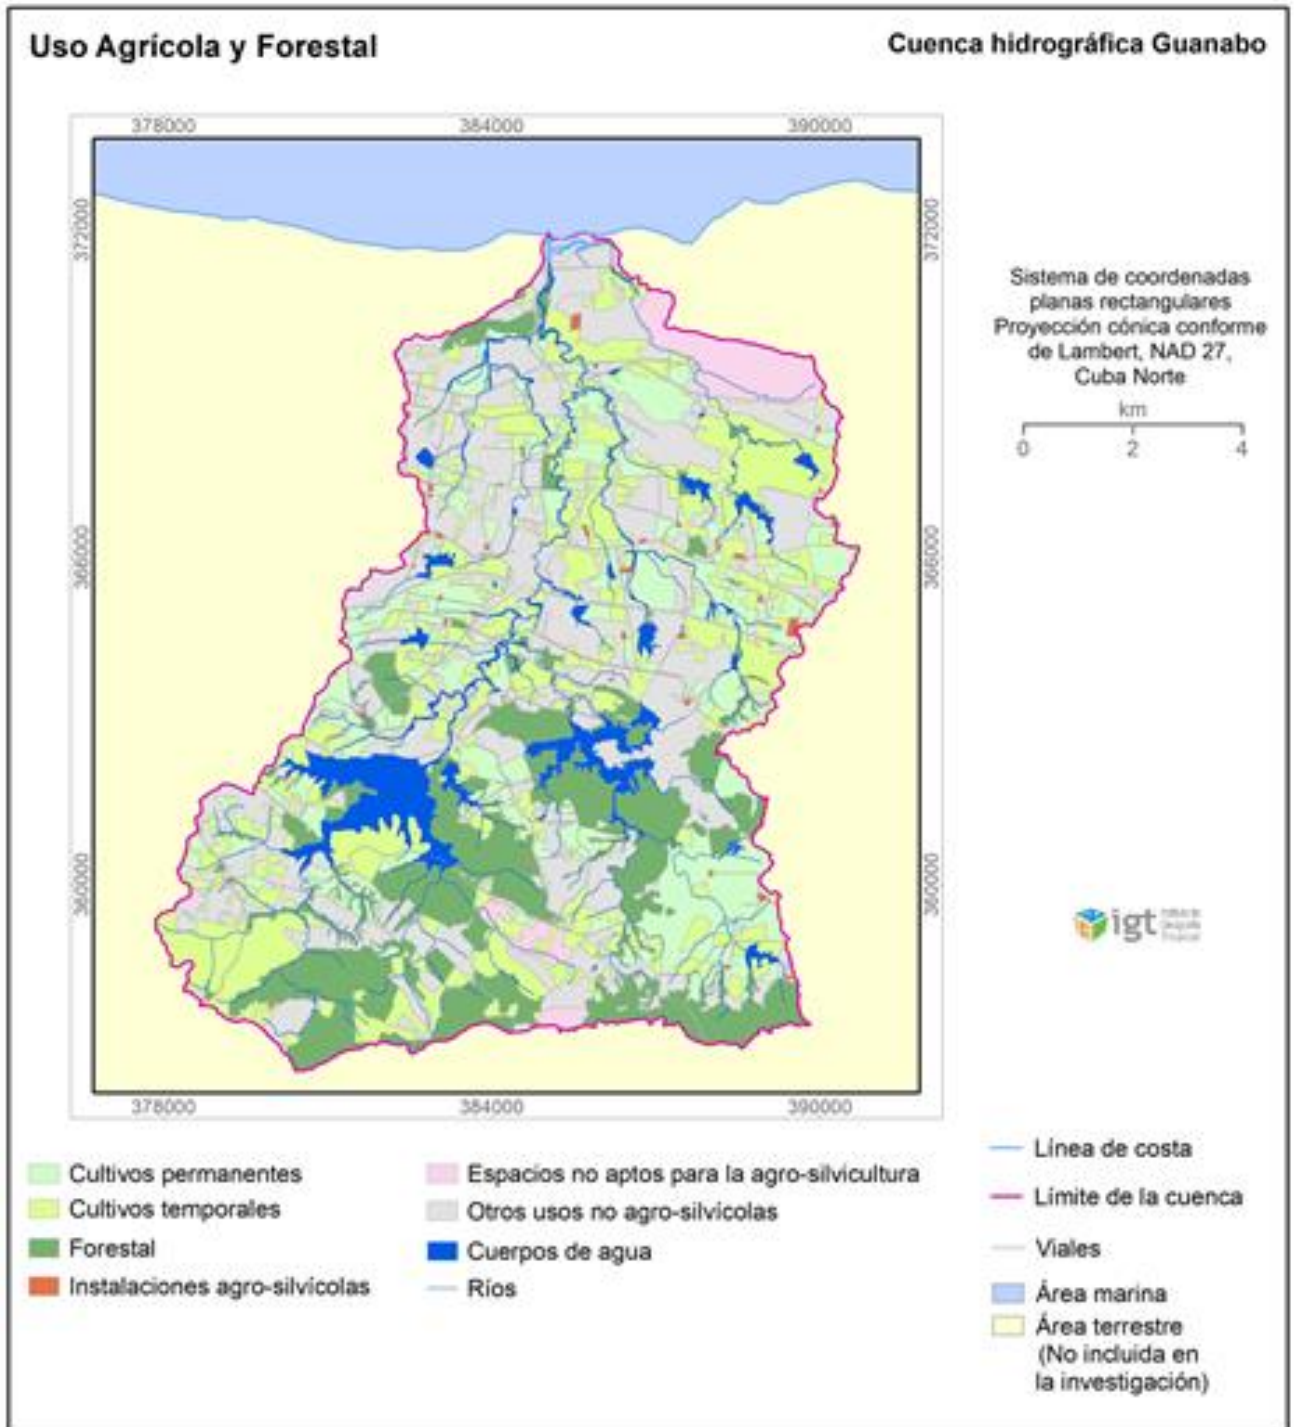 Uso Agrícola y Forestal
Cuenca hidrográfica Guanabo
378000
384000
390000
372000
372000
366000
366000
360000
360000
378000
384000
390000
Sistema de coordenadas
planas rectangulares
Proyección cónica conforme
de Lambert, NAD 27,
Cuba Norte
km
0
2
4
igt
Cultivos permanentes
Cultivos temporales
Forestal
Instalaciones agro-silvícolas
Espacios no aptos para la agro-silvicultura
Otros usos no agro-silvícolas
Cuerpos de agua
Ríos
Línea de costa
Límite de la cuenca
Viales
Área marina
Área terrestre
(No incluida en
la investigación)